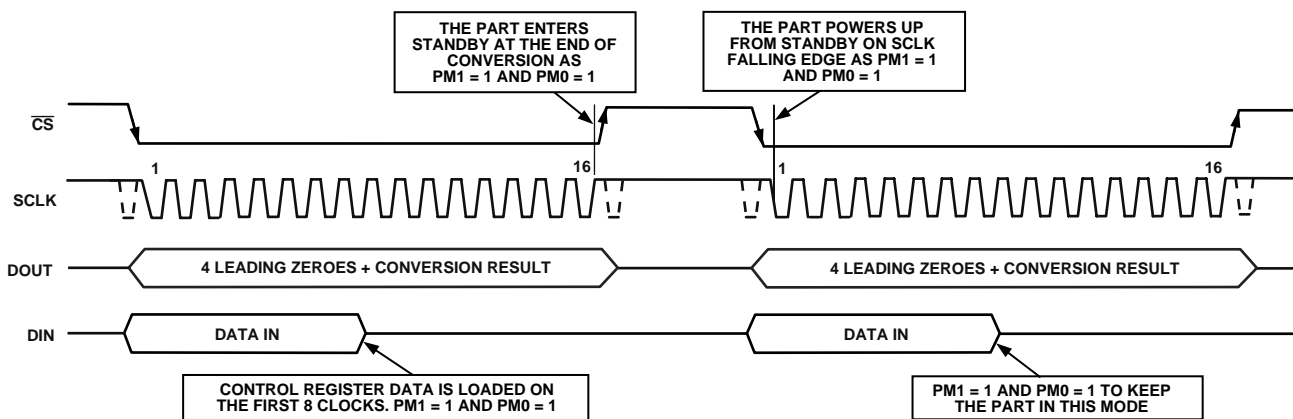 THE PART ENTERS
STANDBY AT THE END OF
CONVERSION AS
PM1 = 1 AND PM0 = 1
THE PART POWERS UP
FROM STANDBY ON SCLK
FALLING EDGE AS PM1 = 1
AND PM0 = 1
CS
1
16
1
16
SCLK
DOUT
4 LEADING ZEROES + CONVERSION RESULT
4 LEADING ZEROES + CONVERSION RESULT
DIN
DATA IN
DATA IN
CONTROL REGISTER DATA IS LOADED ON
THE FIRST 8 CLOCKS. PM1 = 1 AND PM0 = 1
PM1 = 1 AND PM0 = 1 TO KEEP
THE PART IN THIS MODE